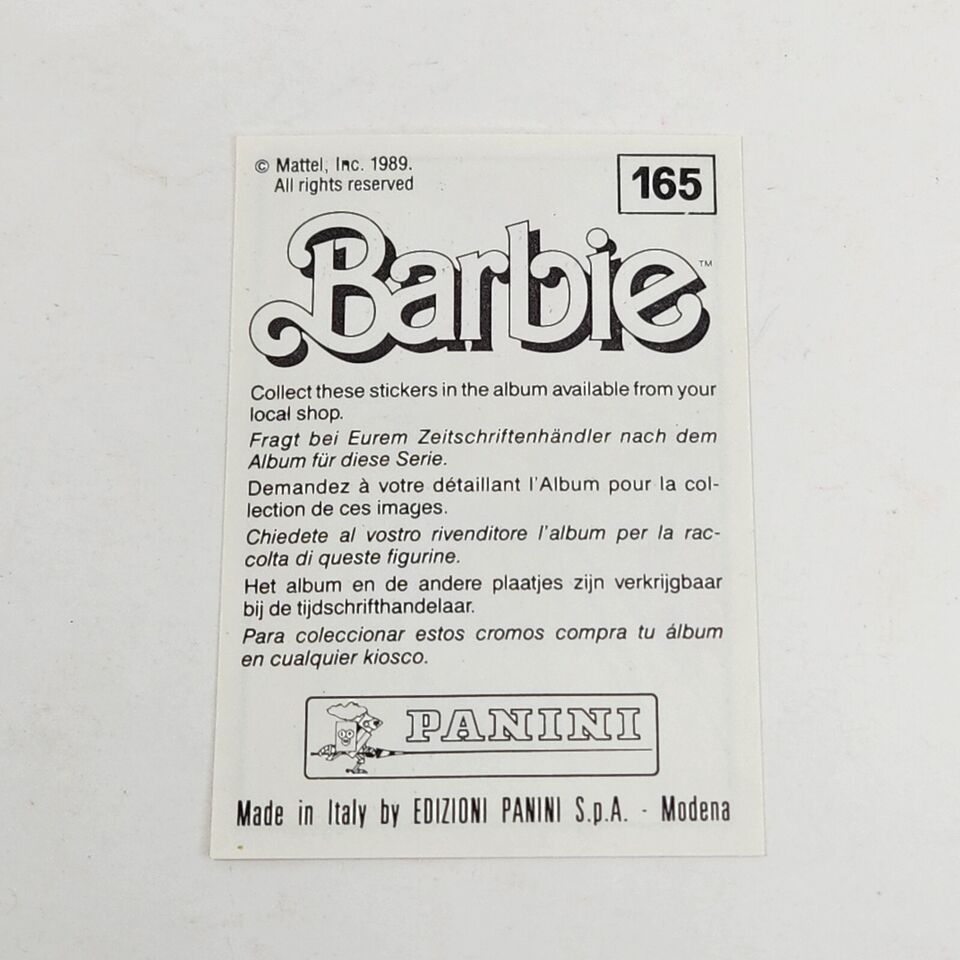 © Mattel, Inc. 1989.
All rights reserved
165
Barbie™
Collect these stickers in the album available from your
local shop.
Fragt bei Eurem Zeitschriftenhändler nach dem
Album für diese Serie.
Demandez à votre détaillant l'Album pour la col-
lection de ces images.
Chiedete al vostro rivenditore l'album per la rac-
colta di queste figurine.
Het album en de andere plaatjes zijn verkrijgbaar
bij de tijdschrifthandelaar.
Para coleccionar estos cromos compra tu álbum
en cualquier kiosco.
PANINI
Made in Italy by EDIZIONI PANINI S.p.A. - Modena